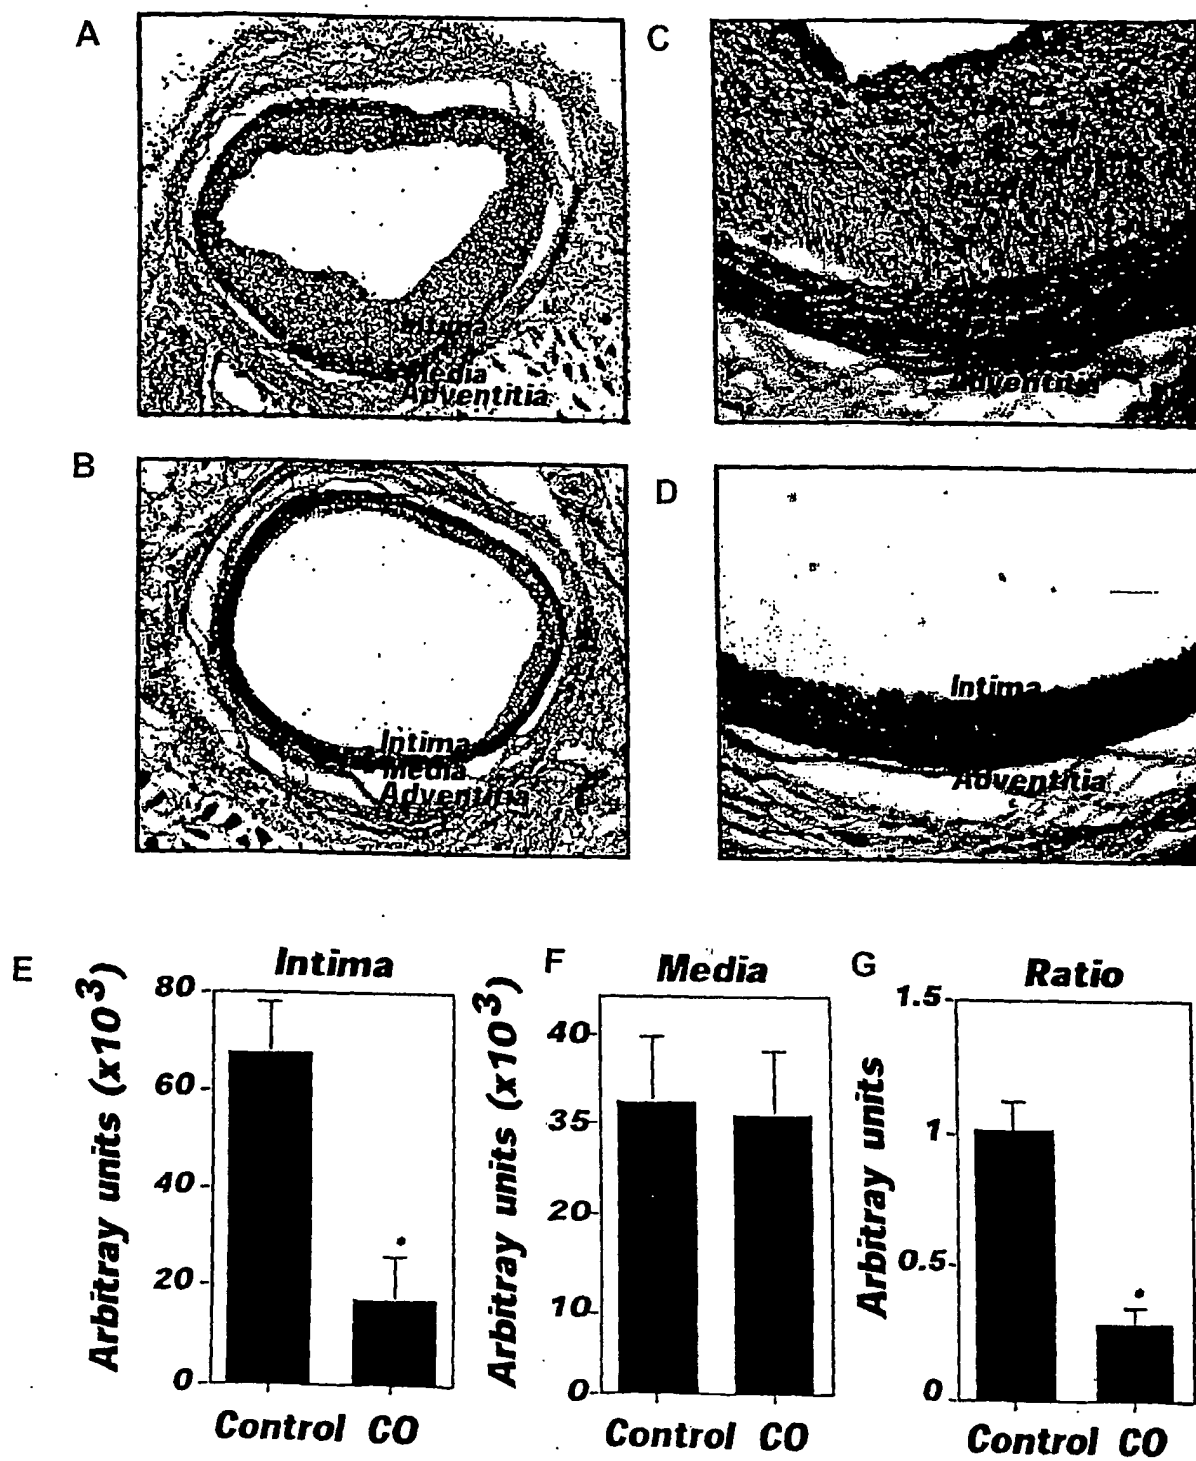 A
Intima
Media
Adventitia
C
Intima
Adventitia
B
Intima
Media
Adventitia
D
Intima
Adventitia
E
Intima
Arbitray units (x10³)
80
60
40
20
0
Control CO
*
F
Media
Arbitray units (x10³)
40
35
20
10
0
Control CO
G
Ratio
Arbitray units
1.5
1
0.5
0
Control CO
*